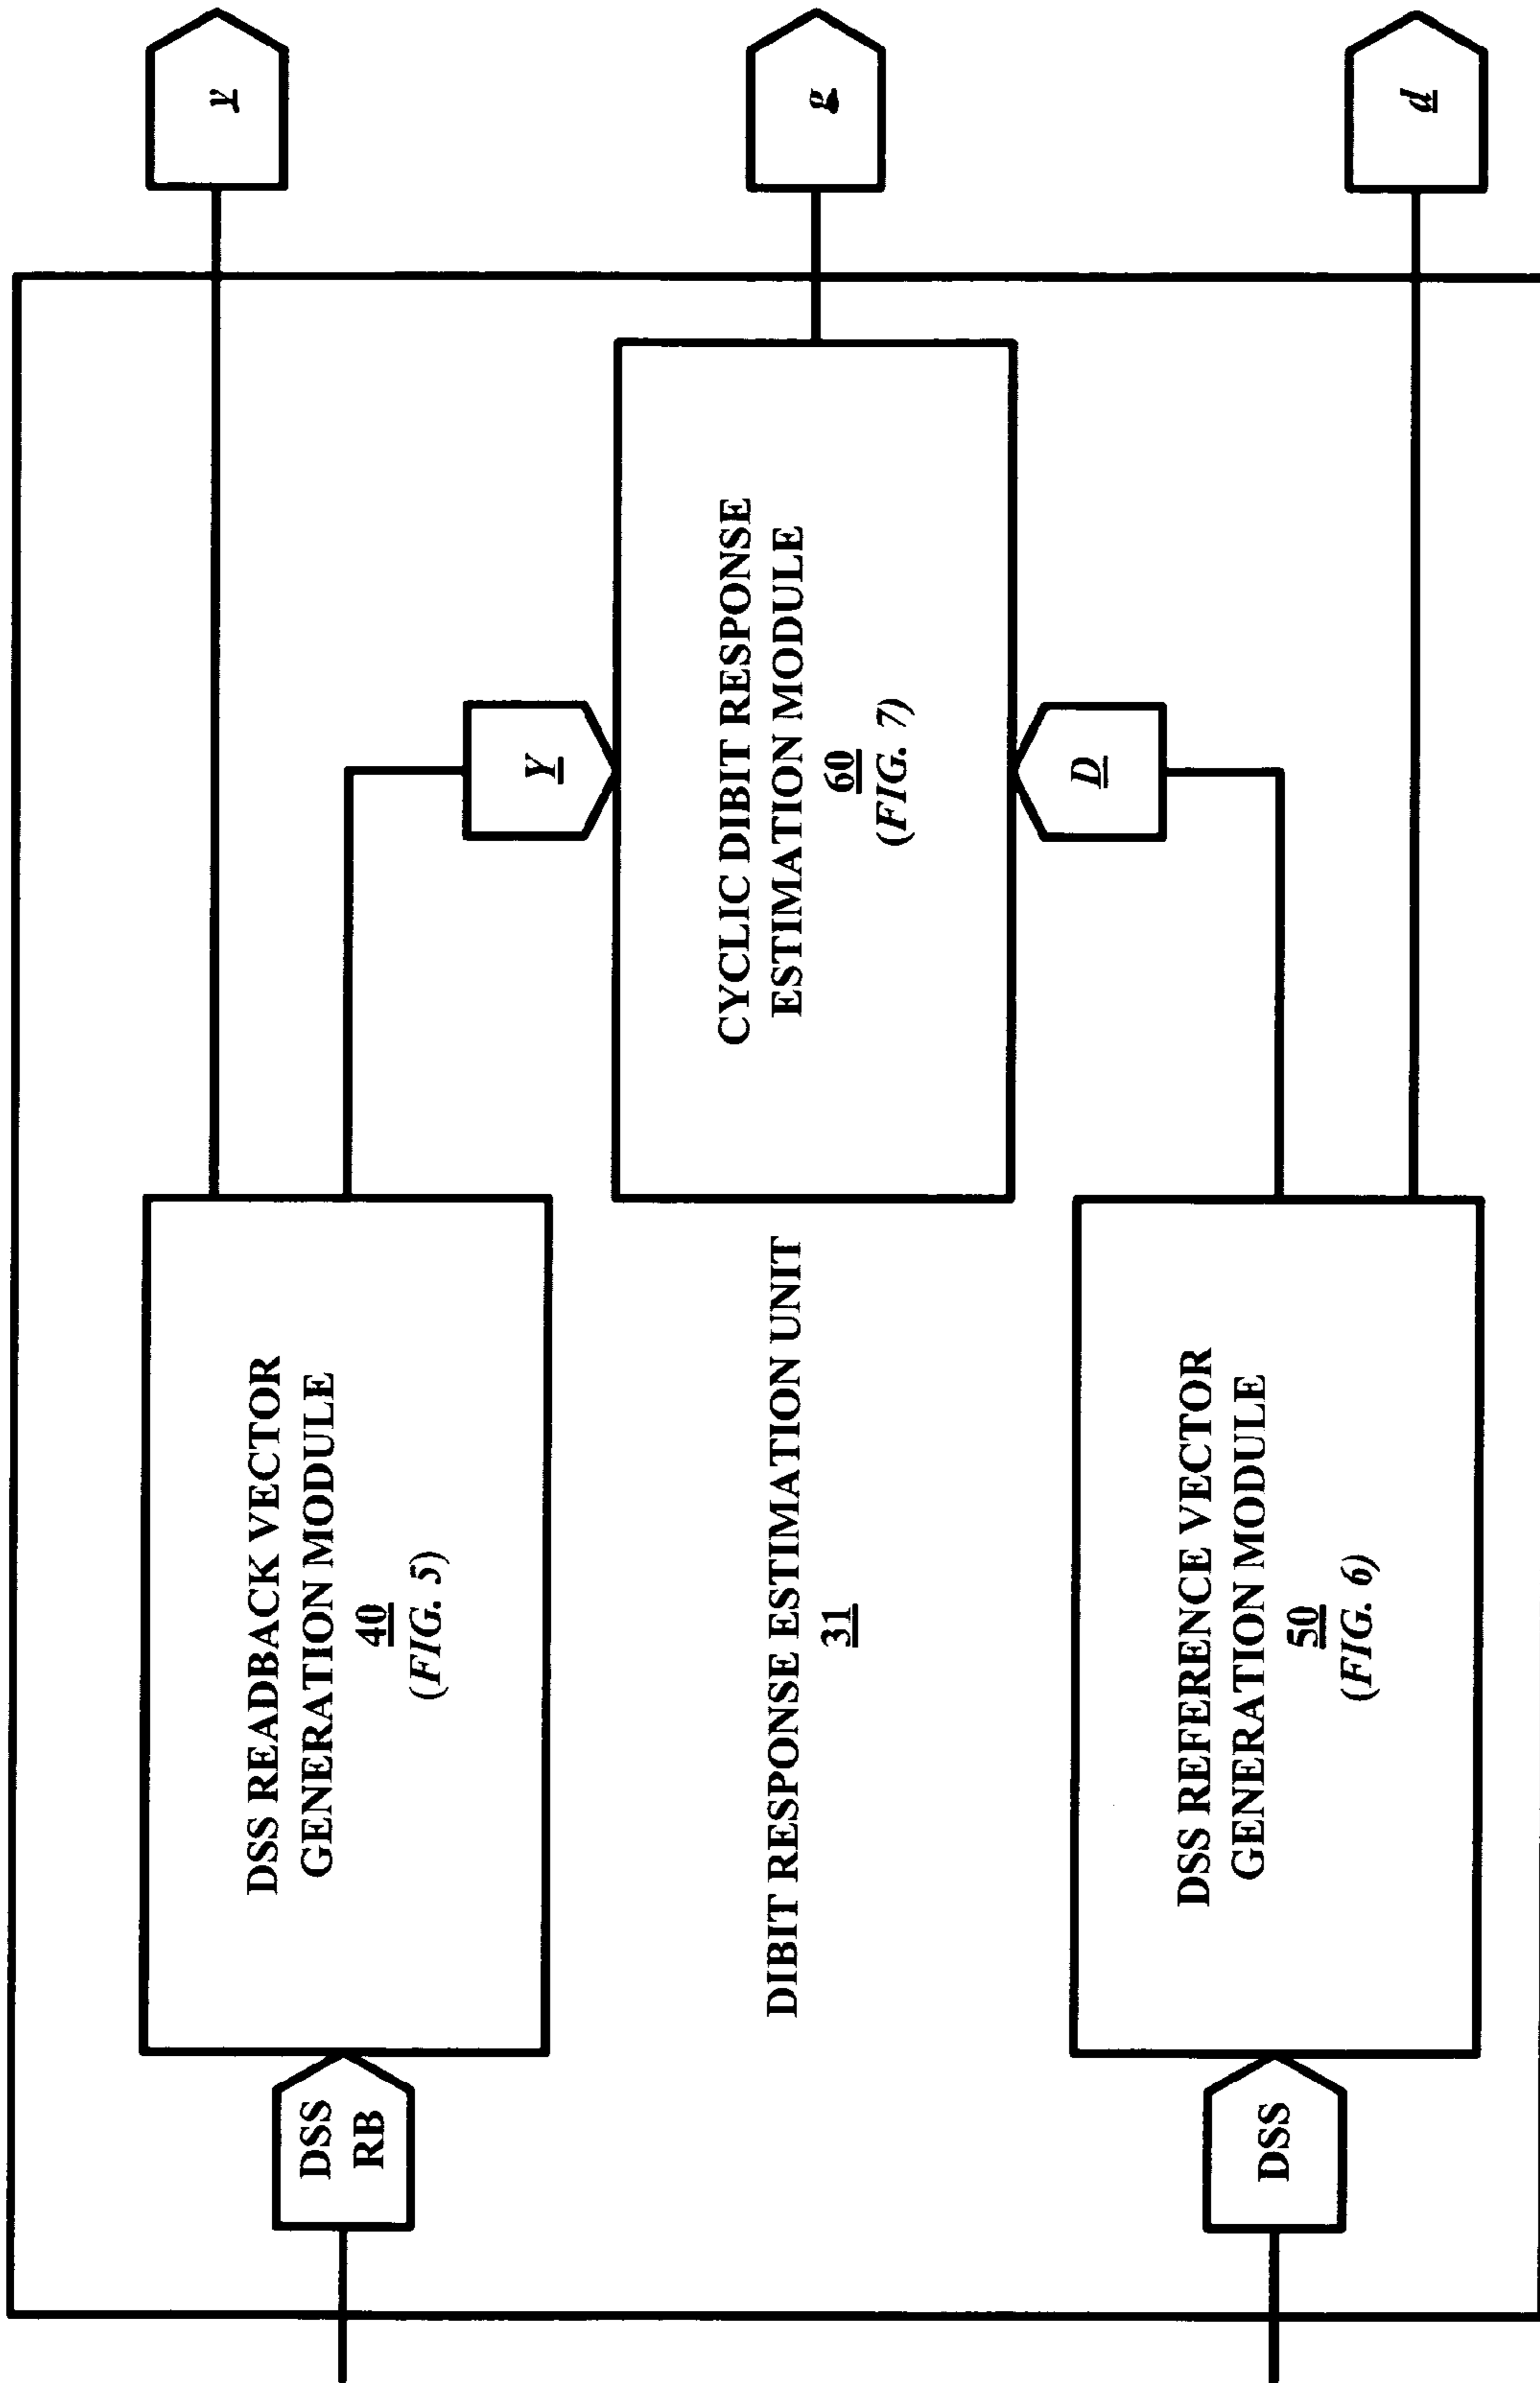 DSS
RB
DSS READBACK VECTOR
GENERATION MODULE
40
(FIG. 5)
y
Y
DIBIT RESPONSE ESTIMATION UNIT
31
CYCLIC DIBIT RESPONSE
ESTIMATION MODULE
60
(FIG. 7)
g
DSS
DSS REFERENCE VECTOR
GENERATION MODULE
50
(FIG. 6)
D
d